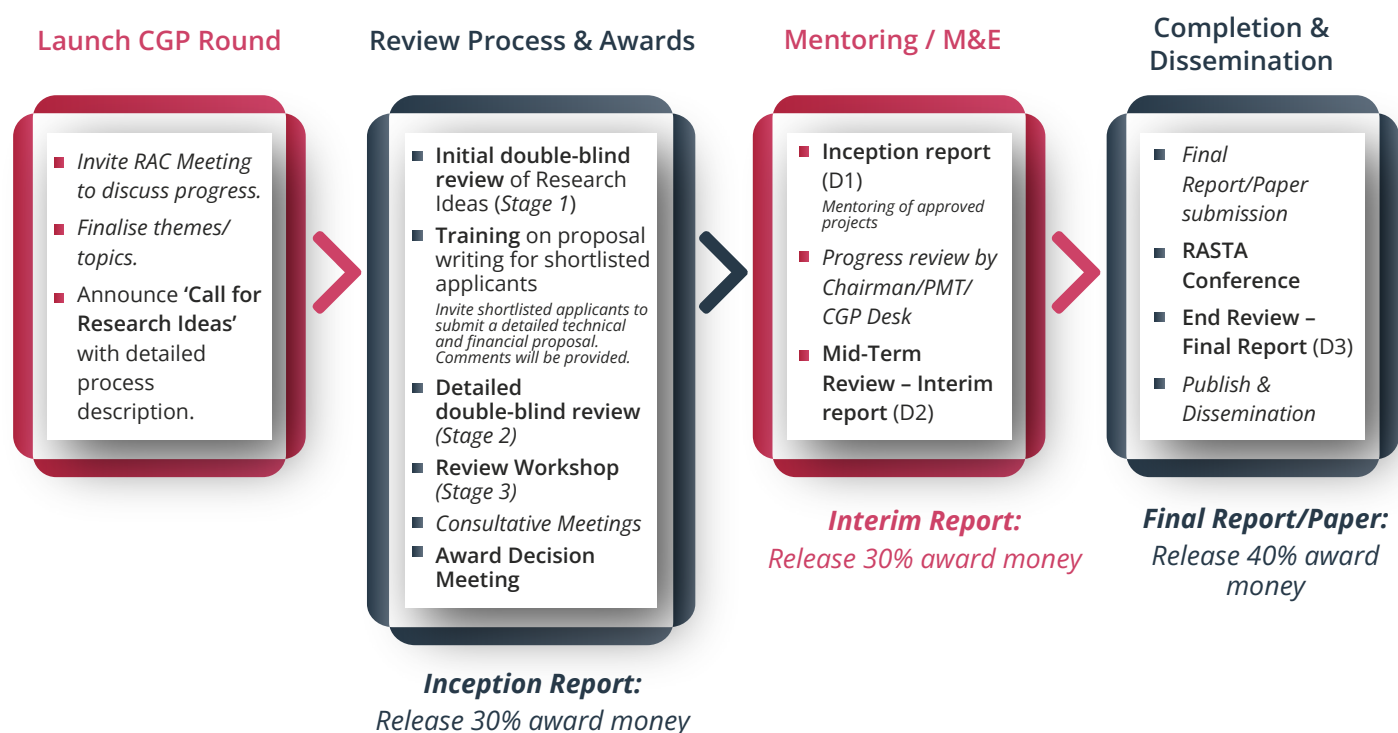 Launch CGP Round
Invite RAC Meeting
to discuss progress.
Finalise themes/
topics.
Announce ‘Call for
Research Ideas’
with detailed
process
description.
Review Process & Awards
Initial double-blind
review of Research
Ideas (Stage 1)
Training on proposal
writing for shortlisted
applicants
Invite shortlisted applicants to
submit a detailed technical
and financial proposal.
Comments will be provided.
Detailed
double-blind review
(Stage 2)
Review Workshop
(Stage 3)
Consultative Meetings
Award Decision
Meeting
Inception Report:
Release 30% award money
Mentoring / M&E
Inception report
(D1)
Mentoring of approved
projects
Progress review by
Chairman/PMT/
CGP Desk
Mid-Term
Review – Interim
report (D2)
Interim Report:
Release 30% award money
Completion &
Dissemination
Final
Report/Paper
submission
RASTA
Conference
End Review –
Final Report (D3)
Publish &
Dissemination
Final Report/Paper:
Release 40% award
money